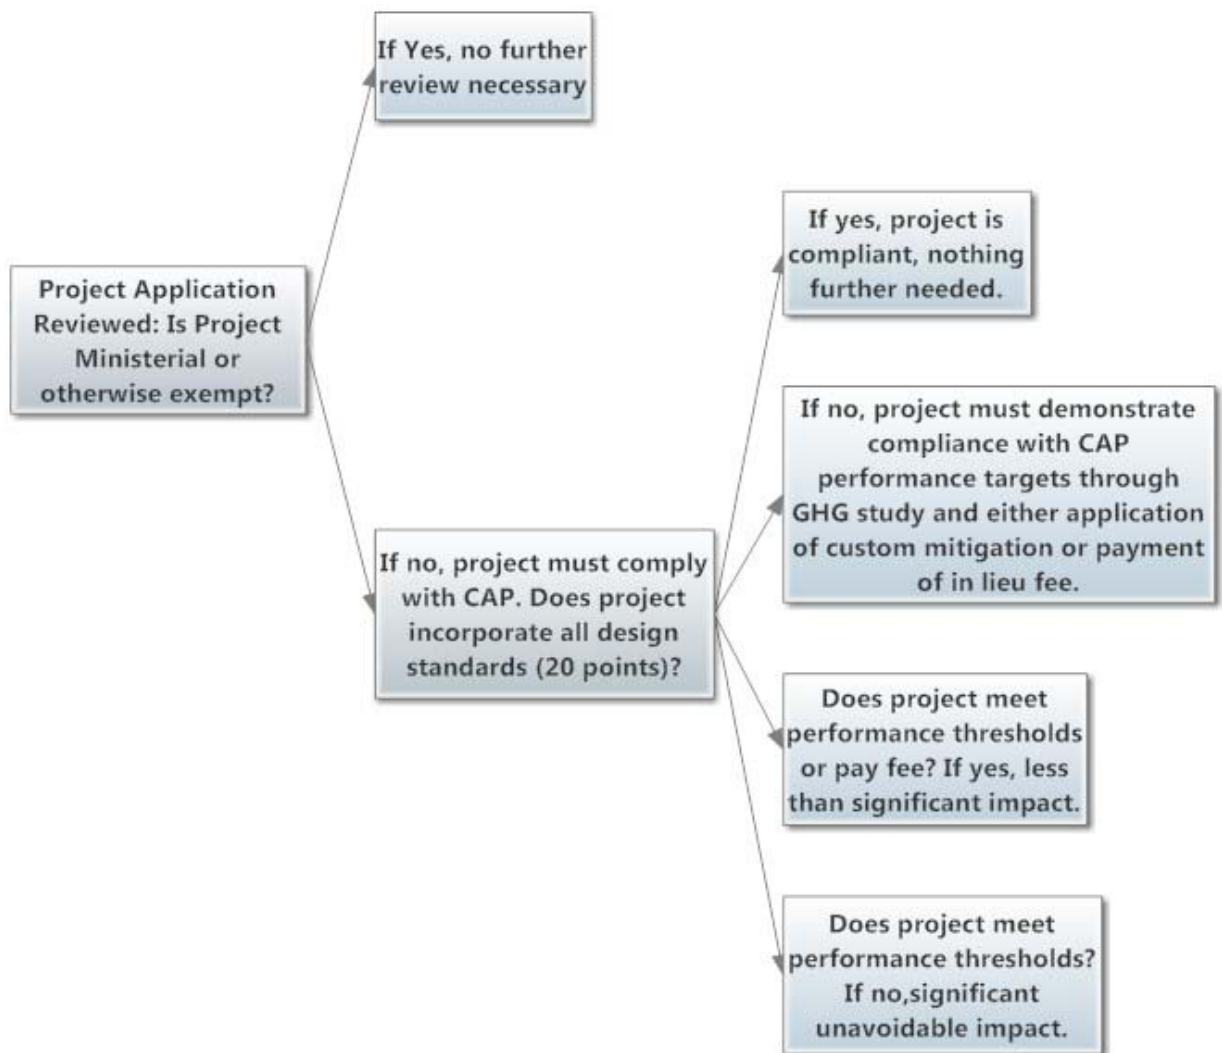 If Yes, no further
review necessary
Project Application
Reviewed: Is Project
Ministerial or
otherwise exempt?
If no, project must comply
with CAP. Does project
incorporate all design
standards (20 points)?
If yes, project is
compliant, nothing
further needed.
If no, project must demonstrate
compliance with CAP
performance targets through
GHG study and either application
of custom mitigation or payment
of in lieu fee.
Does project meet
performance thresholds
or pay fee? If yes, less
than significant impact.
Does project meet
performance thresholds?
If no,significant
unavoidable impact.